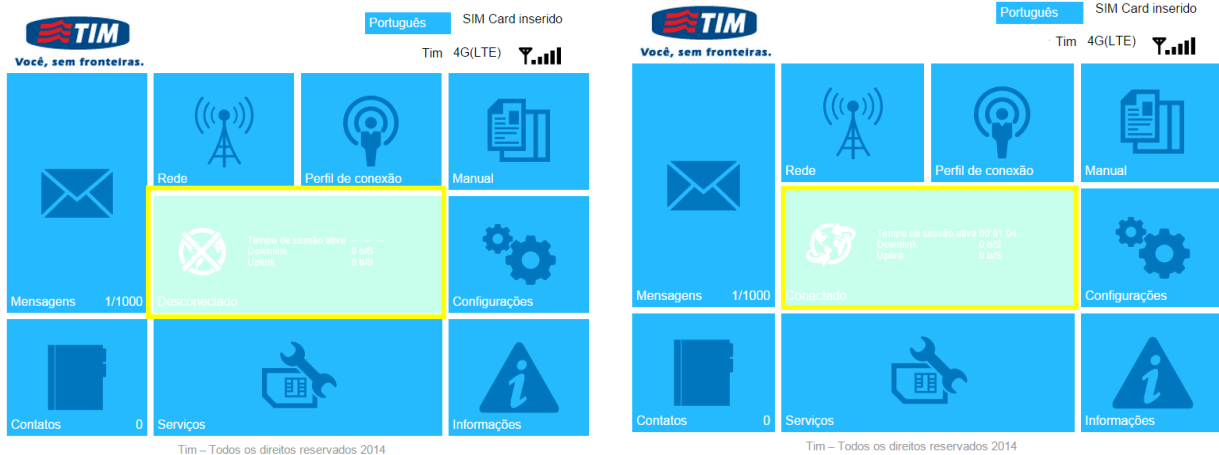 TIM
Você, sem fronteiras.
Português
SIM Card inserido
Tim 4G(LTE)
Rede
Perfil de conexão
Manual
Tempo de sessão ativa – – –
Downlink 0 b/S
Uplink 0 b/S
Desconectado
Mensagens 1/1000
Configurações
Contatos 0
Serviços
Informações
Tim – Todos os direitos reservados 2014
TIM
Você, sem fronteiras.
Português
SIM Card inserido
Tim 4G(LTE)
Rede
Perfil de conexão
Manual
Tempo de sessão ativa 00:01:04
Downlink 0 b/S
Uplink 0 b/S
Conectado
Mensagens 1/1000
Configurações
Contatos 0
Serviços
Informações
Tim – Todos os direitos reservados 2014